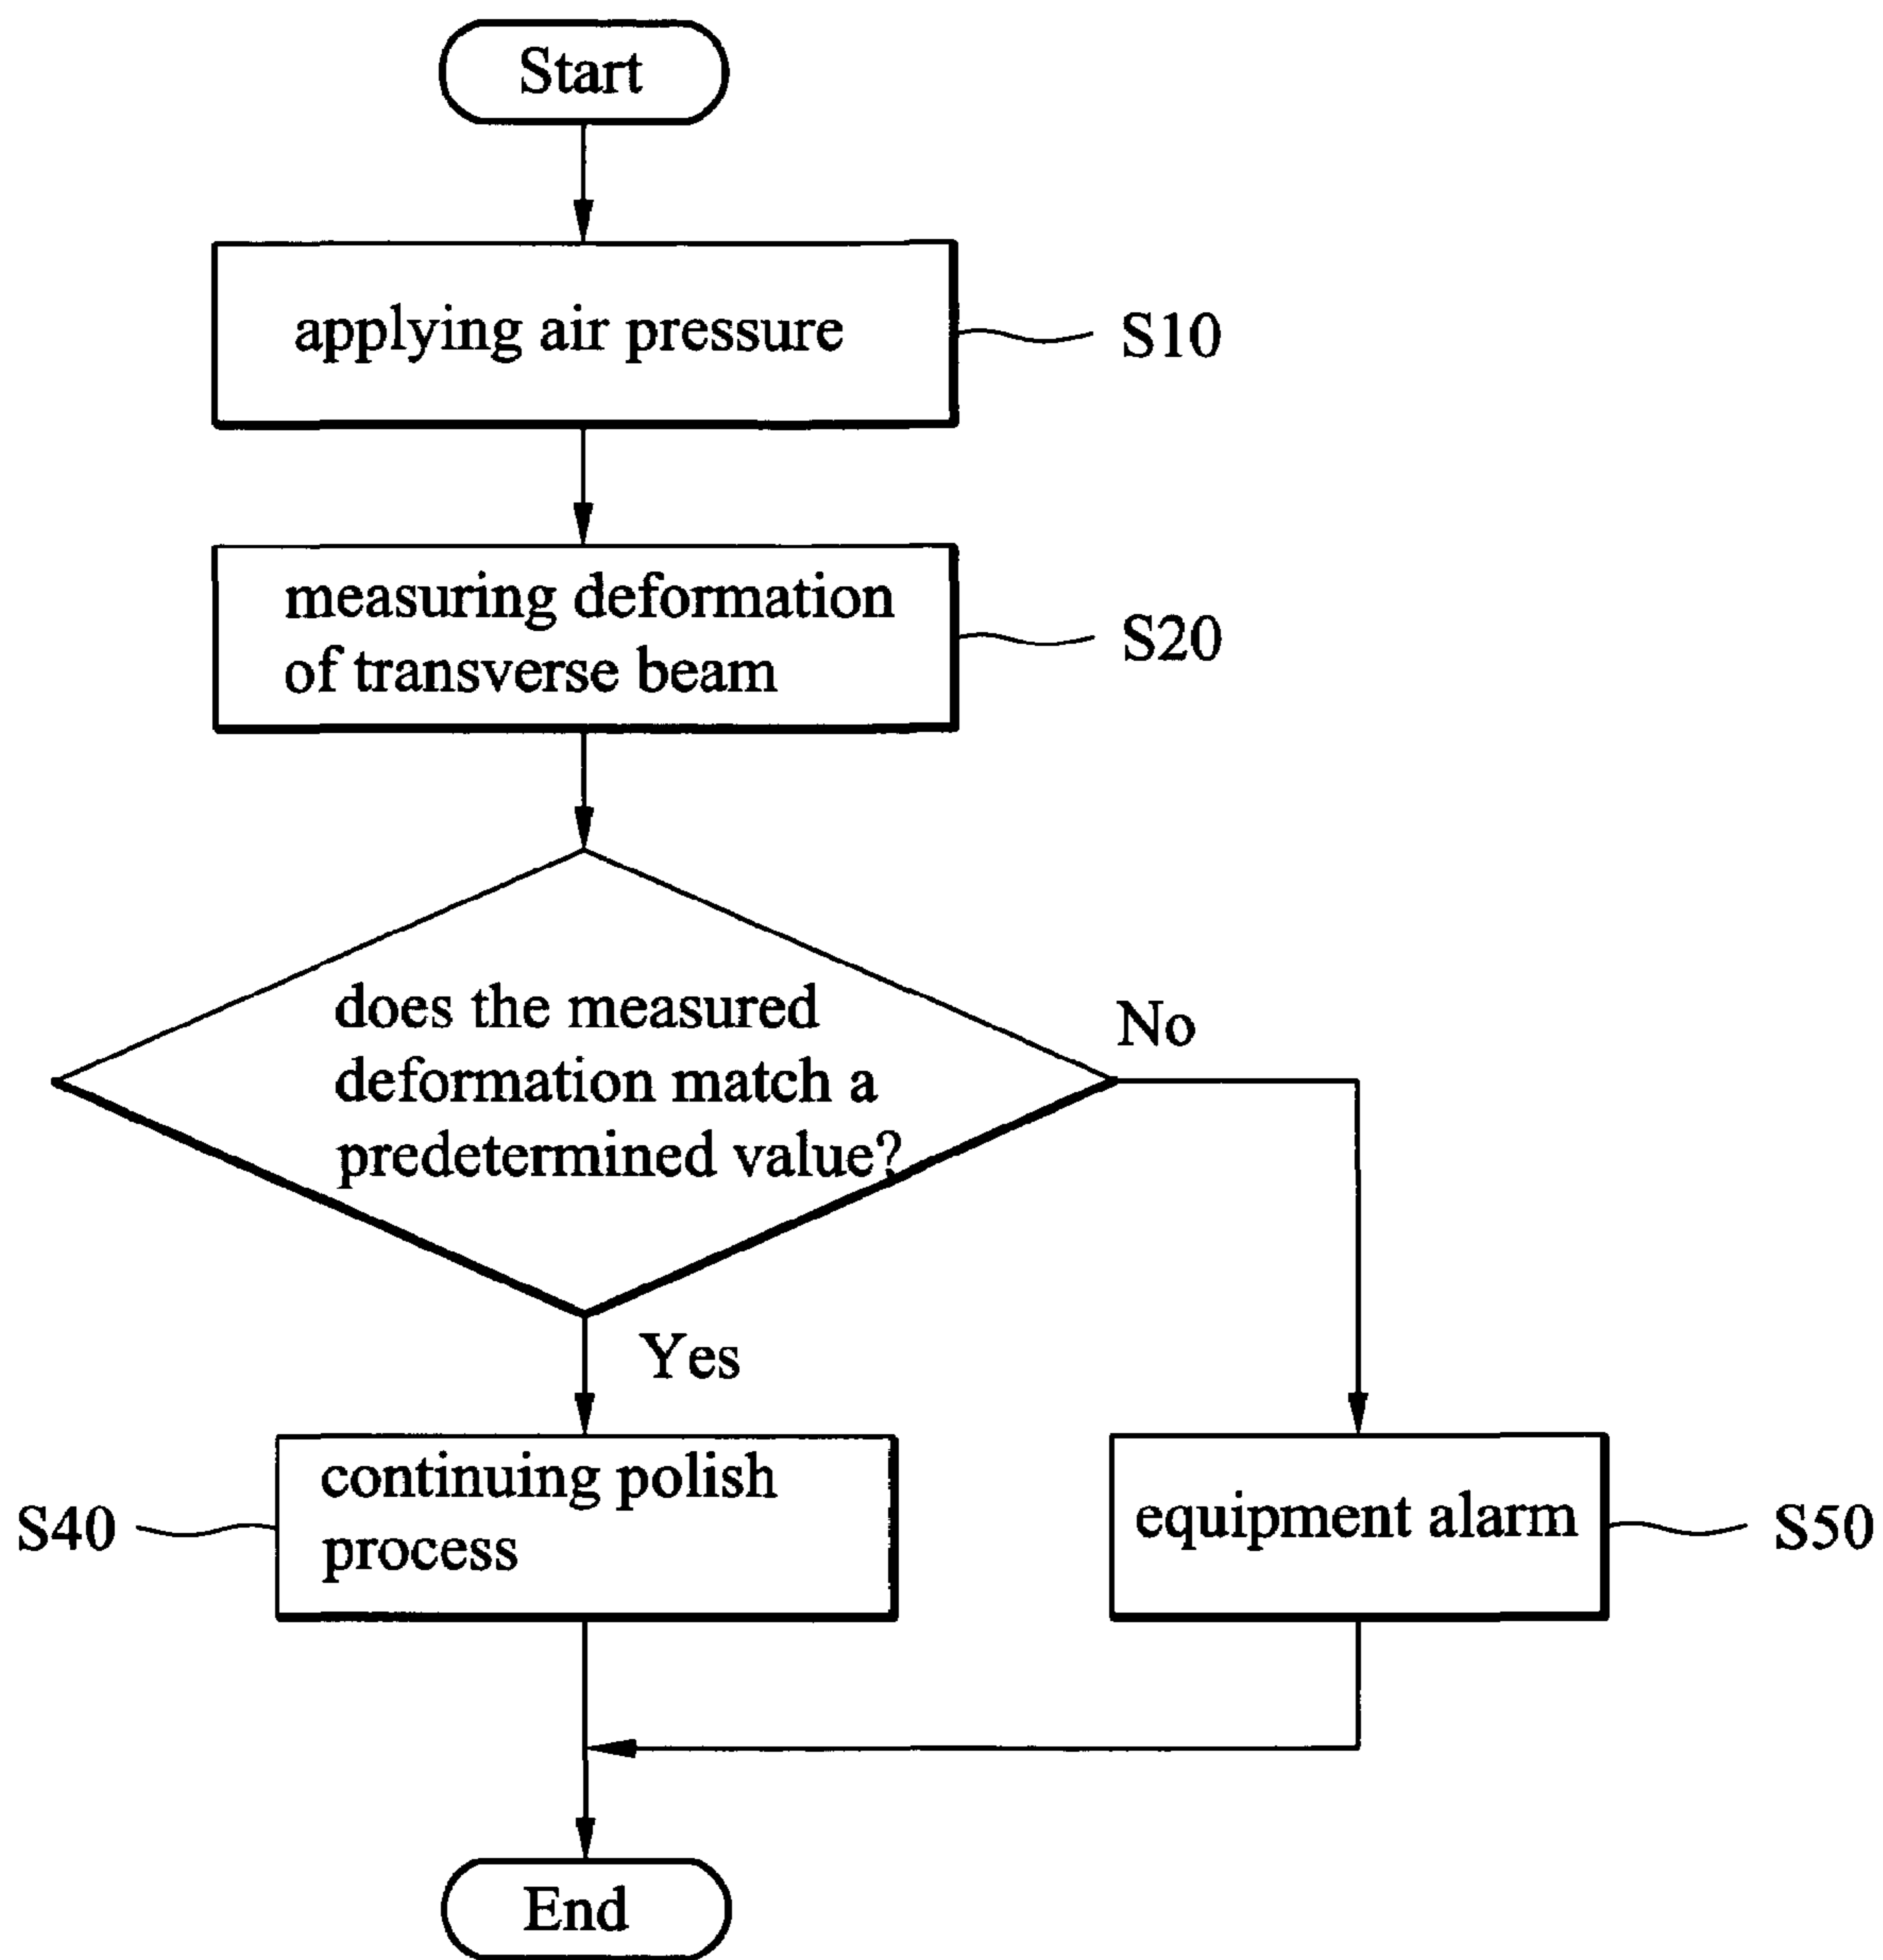 Start
applying air pressure
S10
measuring deformation
of transverse beam
S20
does the measured
deformation match a
predetermined value?
No
Yes
continuing polish
process
S40
equipment alarm
S50
End